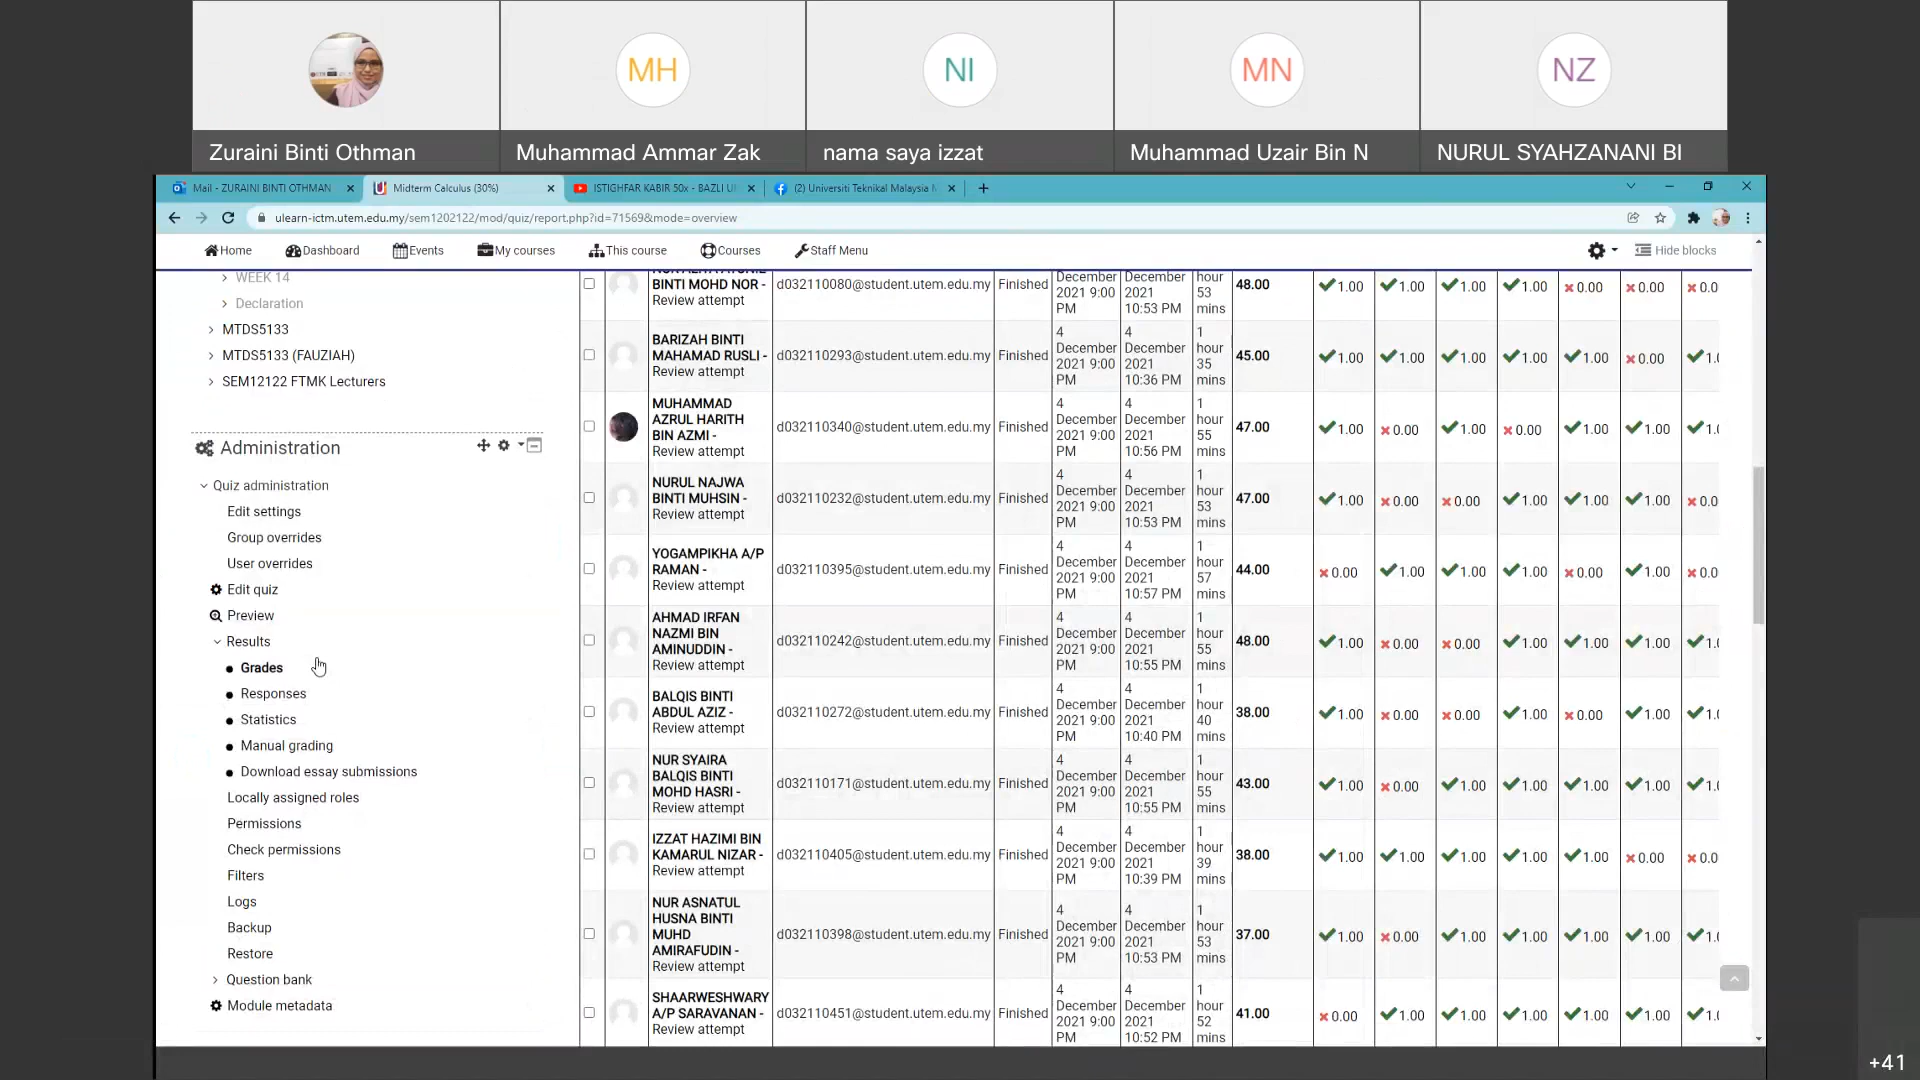 MH
NI
MN
NZ
Zuraini Binti Othman
Muhammad Ammar Zak
nama saya izzat
Muhammad Uzair Bin N
NURUL SYAHZANANI BI
Mail - ZURAINI BINTI OTHMAN
Midterm Calculus (30%)
ISTIGHFAR KABIR 50x - BAZLI U
(2) Universiti Teknikal Malaysia
ulearn-ictm.utem.edu.my/sem1202122/mod/quiz/report.php?id=71569&mode=overview
Home Dashboard Events My courses This course Courses Staff Menu Hide blocks
WEEK 14
Declaration
MTDS5133
MTDS5133 (FAUZIAH)
SEM12122 FTMK Lecturers
Administration
Quiz administration
Edit settings
Group overrides
User overrides
Edit quiz
Preview
Results
Grades
Responses
Statistics
Manual grading
Download essay submissions
Locally assigned roles
Permissions
Check permissions
Filters
Logs
Backup
Restore
Question bank
Module metadata
BINTI MOHD NOR -
Review attempt
d032110080@student.utem.edu.my
Finished
December
2021 9:00
PM
December
2021
10:53 PM
hour
53
mins
48.00
1.00 1.00 1.00 1.00 0.00 0.00 0.0
BARIZAH BINTI
MAHAMAD RUSLI -
Review attempt
d032110293@student.utem.edu.my
Finished
4
December
2021 9:00
PM
4
December
2021
10:36 PM
1
hour
35
mins
45.00
1.00 1.00 1.00 1.00 1.00 0.00 1.0
MUHAMMAD
AZRUL HARITH
BIN AZMI -
Review attempt
d032110340@student.utem.edu.my
Finished
4
December
2021 9:00
PM
4
December
2021
10:56 PM
1
hour
55
mins
47.00
1.00 0.00 1.00 0.00 1.00 1.00 1.0
NURUL NAJWA
BINTI MUHSIN -
Review attempt
d032110232@student.utem.edu.my
Finished
4
December
2021 9:00
PM
4
December
2021
10:53 PM
1
hour
53
mins
47.00
1.00 0.00 0.00 1.00 1.00 1.00 0.0
YOGAMPIKHA A/P
RAMAN -
Review attempt
d032110395@student.utem.edu.my
Finished
4
December
2021 9:00
PM
4
December
2021
10:57 PM
1
hour
57
mins
44.00
0.00 1.00 1.00 1.00 0.00 1.00 0.0
AHMAD IRFAN
NAZMI BIN
AMINUDDIN -
Review attempt
d032110242@student.utem.edu.my
Finished
4
December
2021 9:00
PM
4
December
2021
10:55 PM
1
hour
55
mins
48.00
1.00 0.00 0.00 1.00 1.00 1.00 1.0
BALQIS BINTI
ABDUL AZIZ -
Review attempt
d032110272@student.utem.edu.my
Finished
4
December
2021 9:00
PM
4
December
2021
10:40 PM
1
hour
40
mins
38.00
1.00 0.00 0.00 1.00 0.00 1.00 1.0
NUR SYAIRA
BALQIS BINTI
MOHD HASRI -
Review attempt
d032110171@student.utem.edu.my
Finished
4
December
2021 9:00
PM
4
December
2021
10:55 PM
1
hour
55
mins
43.00
1.00 0.00 1.00 1.00 1.00 1.00 1.0
IZZAT HAZIMI BIN
KAMARUL NIZAR -
Review attempt
d032110405@student.utem.edu.my
Finished
4
December
2021 9:00
PM
4
December
2021
10:39 PM
1
hour
39
mins
38.00
1.00 1.00 1.00 1.00 1.00 0.00 0.0
NUR ASNATUL
HUSNA BINTI
MUHD
AMIRAFUDIN -
Review attempt
d032110398@student.utem.edu.my
Finished
4
December
2021 9:00
PM
4
December
2021
10:53 PM
1
hour
53
mins
37.00
1.00 0.00 1.00 1.00 1.00 1.00 1.0
SHAARWESHWARY
A/P SARAVANAN -
Review attempt
d032110451@student.utem.edu.my
Finished
4
December
2021 9:00
PM
4
December
2021
10:52 PM
1
hour
52
mins
41.00
0.00 1.00 1.00 1.00 1.00 1.00 1.0
+41